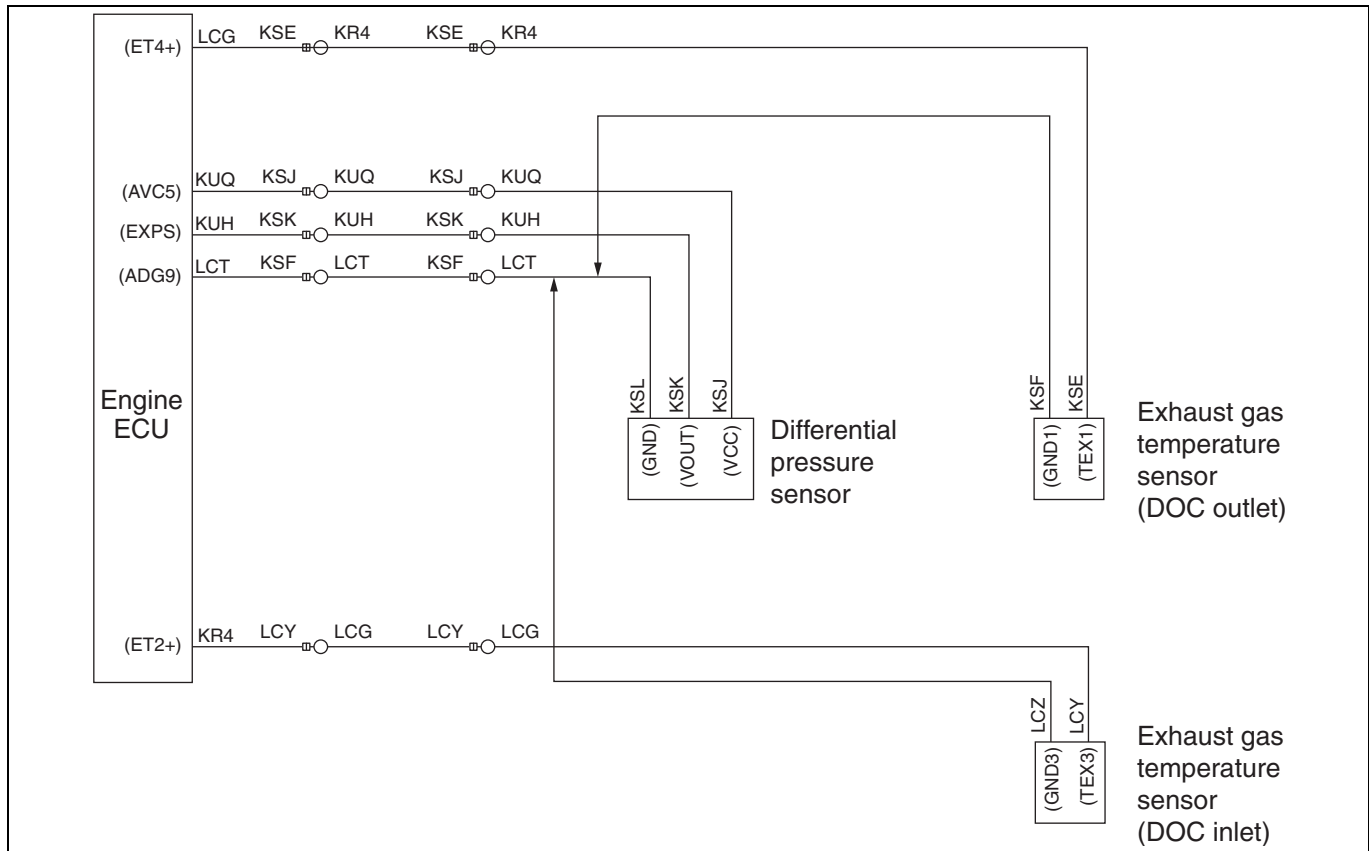 (ET4+) LCG KSE KR4 KSE KR4
(AVC5) KUQ KSJ KUQ KSJ KUQ
(EXPS) KUH KSK KUH KSK KUH
(ADG9) LCT KSF LCT KSF LCT
Engine
ECU
KSL KSK KSJ
(GND) (VOUT) (VCC)
Differential
pressure
sensor
KSF KSE
(GND1) (TEX1)
Exhaust gas
temperature
sensor
(DOC outlet)
(ET2+) KR4 LCY LCG LCY LCG
LCZ LCY
(GND3) (TEX3)
Exhaust gas
temperature
sensor
(DOC inlet)